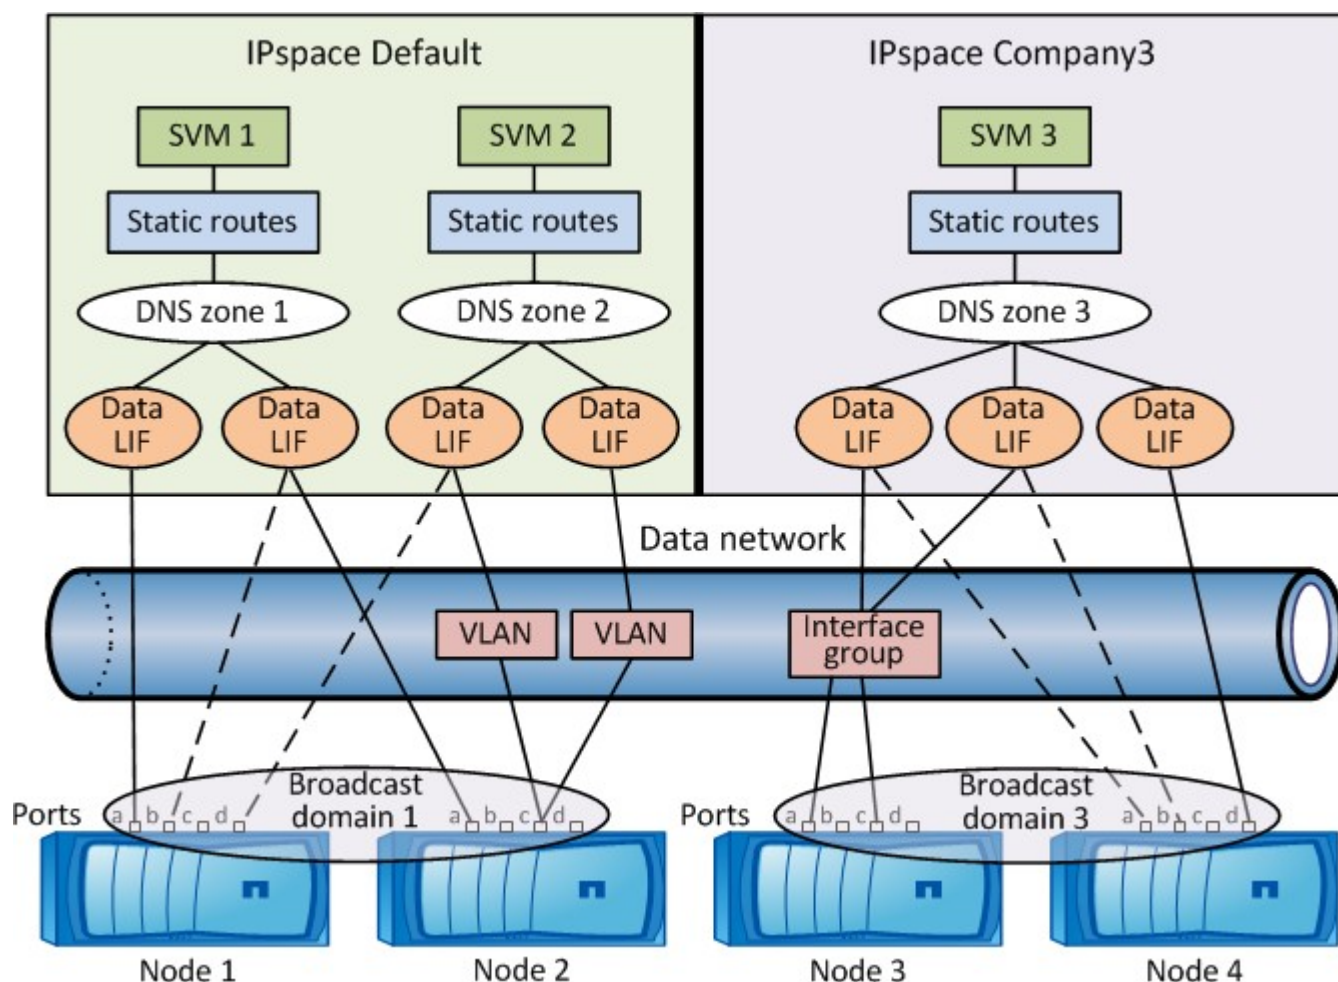 IPspace Default
IPspace Company3
SVM 1
SVM 2
SVM 3
Static routes
Static routes
Static routes
DNS zone 1
DNS zone 2
DNS zone 3
Data
LIF
Data
LIF
Data
LIF
Data
LIF
Data
LIF
Data
LIF
Data
LIF
Data network
VLAN
VLAN
Interface
group
Broadcast
domain 1
Broadcast
domain 3
Ports
a b c d
a b c d
Ports
a b c d
a b c d
Node 1
Node 2
Node 3
Node 4